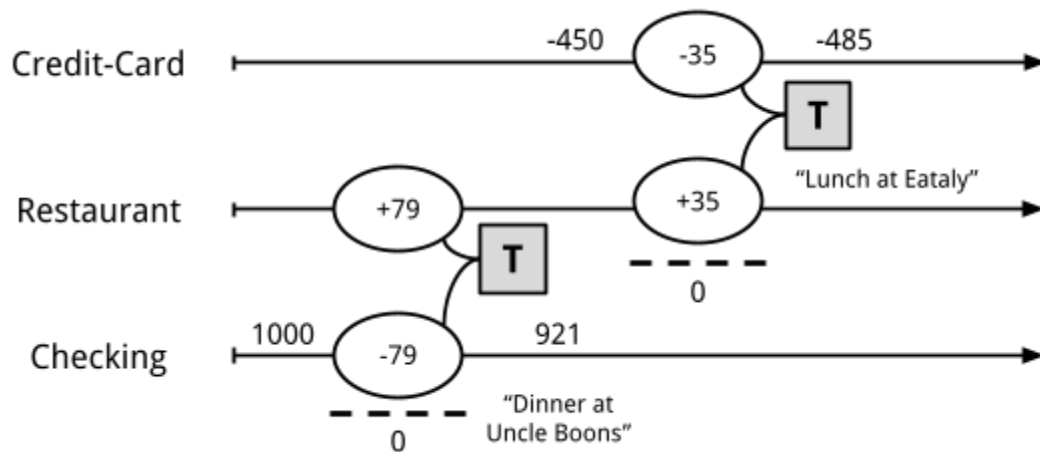 Credit-Card
-450
-35
-485
T
“Lunch at Eataly”
Restaurant
+79
+35
T
0
Checking
1000
-79
921
“Dinner at
Uncle Boons”
0